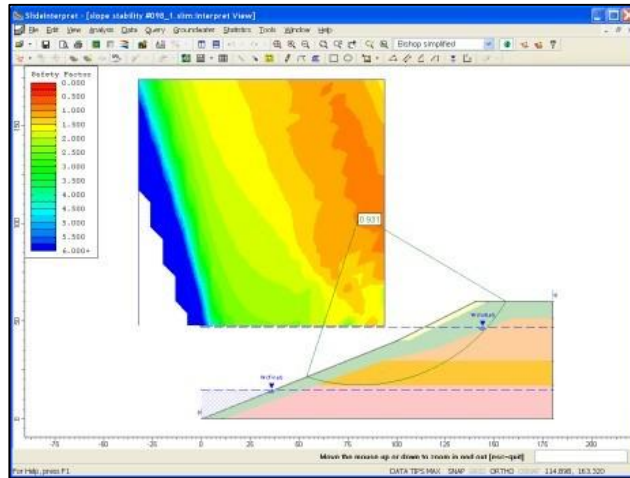 SlideInterpret - [slope stability #098_1.slim:Interpret View]
File Edit View Analysis Data Query Groundwater Statistics Tools Window Help
Bishop simplified
Safety Factor
0.000
0.500
1.000
1.500
2.000
2.500
3.000
3.500
4.000
4.500
5.000
5.500
6.000+
0.931
W (initial)
W (final)
150
100
50
0
-75 -50 -25 0 25 50 75 100 125 150 175 200
Move the mouse up or down to zoom in and out [esc=quit]
For Help, press F1
DATA TIPS MAX SNAP GRID ORTHO OSNAP 114.898, 163.320